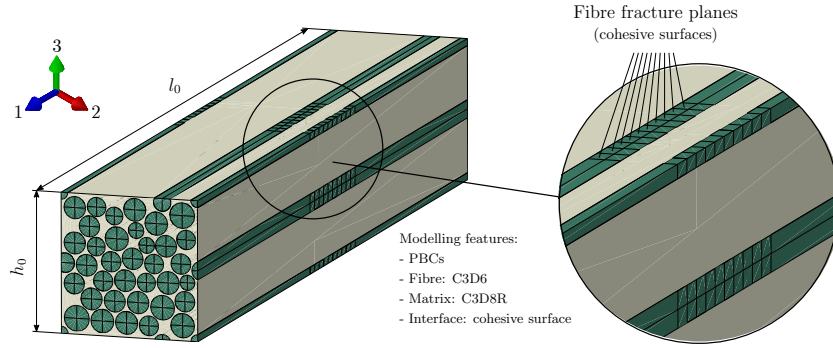 Fibre fracture planes
(cohesive surfaces)
3
1
2
l₀
h₀
Modelling features:
- PBCs
- Fibre: C3D6
- Matrix: C3D8R
- Interface: cohesive surface